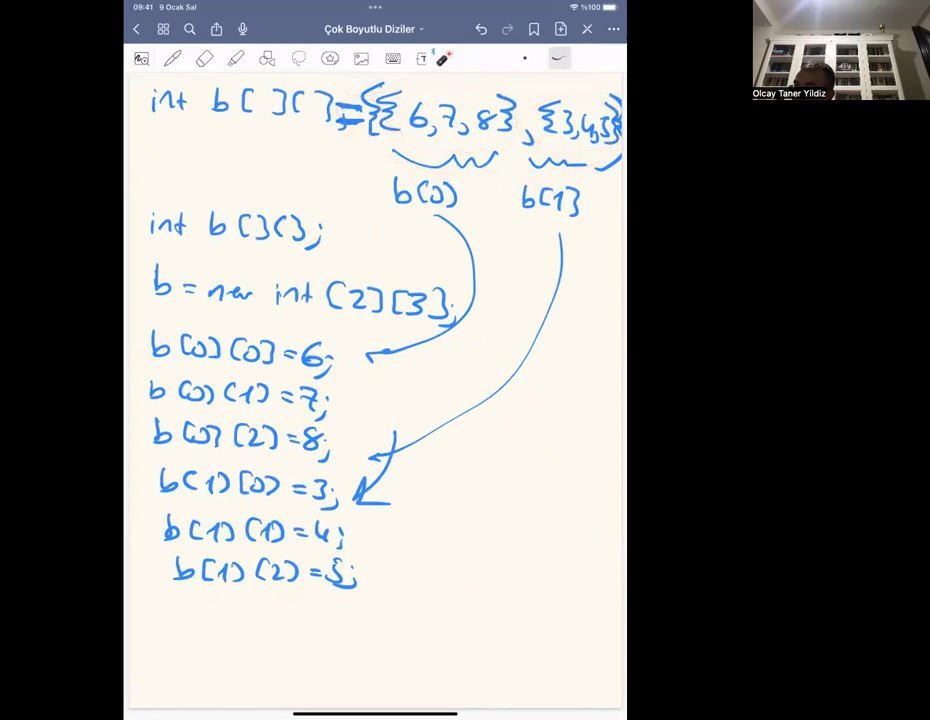 09:41 9 Ocak Sal
%100
Çok Boyutlu Diziler
Olcay Taner Yildiz
int b[ ][ ] = {{6,7,8}, {3,4,5}}
b[0] b[1]
int b[][];
b = new int [2][3];
b[0][0] = 6;
b[0][1] = 7;
b[0][2] = 8;
b[1][0] = 3;
b[1][1] = 4;
b[1][2] = 5;